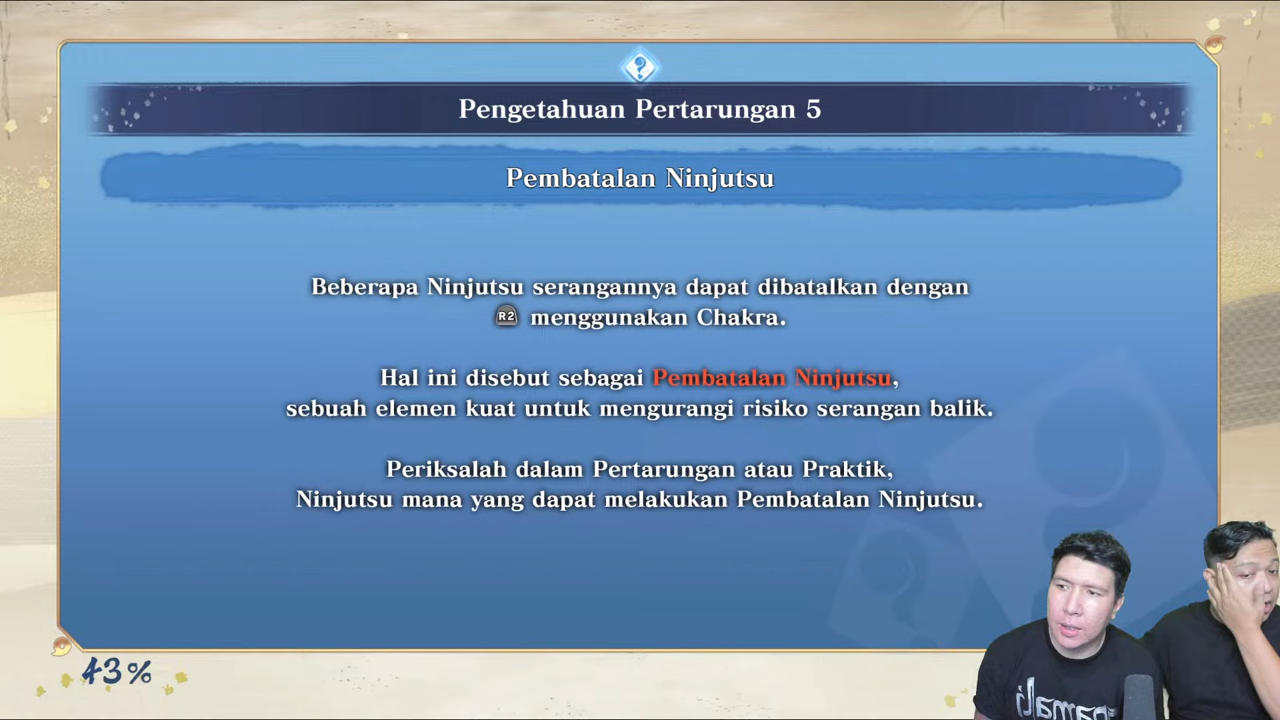 Pengetahuan Pertarungan 5
Pembatalan Ninjutsu
Beberapa Ninjutsu serangannya dapat dibatalkan dengan
R2 menggunakan Chakra.
Hal ini disebut sebagai Pembatalan Ninjutsu,
sebuah elemen kuat untuk mengurangi risiko serangan balik.
Periksalah dalam Pertarungan atau Praktik,
Ninjutsu mana yang dapat melakukan Pembatalan Ninjutsu.
43%